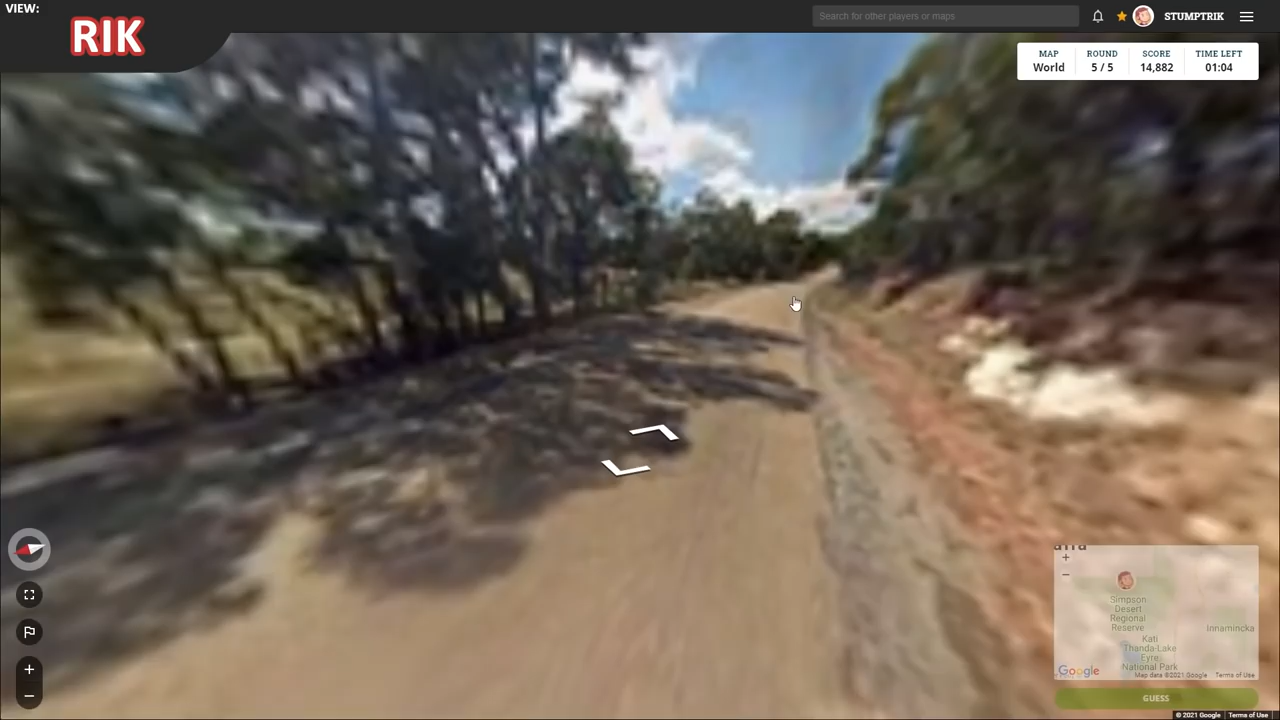 VIEW:
RIK
Search for other players or maps
STUMPTRIK
MAP ROUND SCORE TIME LEFT
World 5 / 5 14,882 01:04
Simpson
Desert
Regional
Reserve
Innamincka
Kati
Thanda-Lake
Eyre
National Park
Google
Map data ©2021 Google Terms of Use
GUESS
© 2021 Google Terms of Use